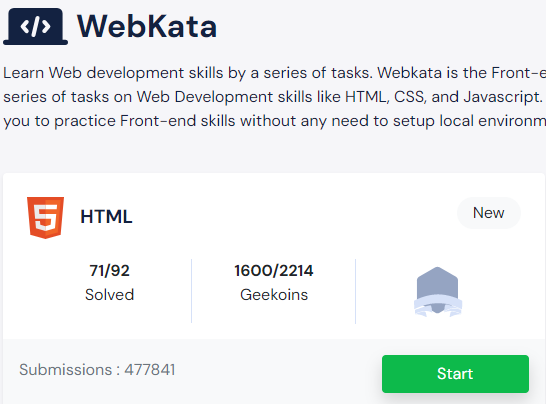 </> WebKata
Learn Web development skills by a series of tasks. Webkata is the Front-e
series of tasks on Web Development skills like HTML, CSS, and Javascript.
you to practice Front-end skills without any need to setup local environm
5 HTML
New
71/92
1600/2214
Solved
Geekoins
Submissions : 477841
Start